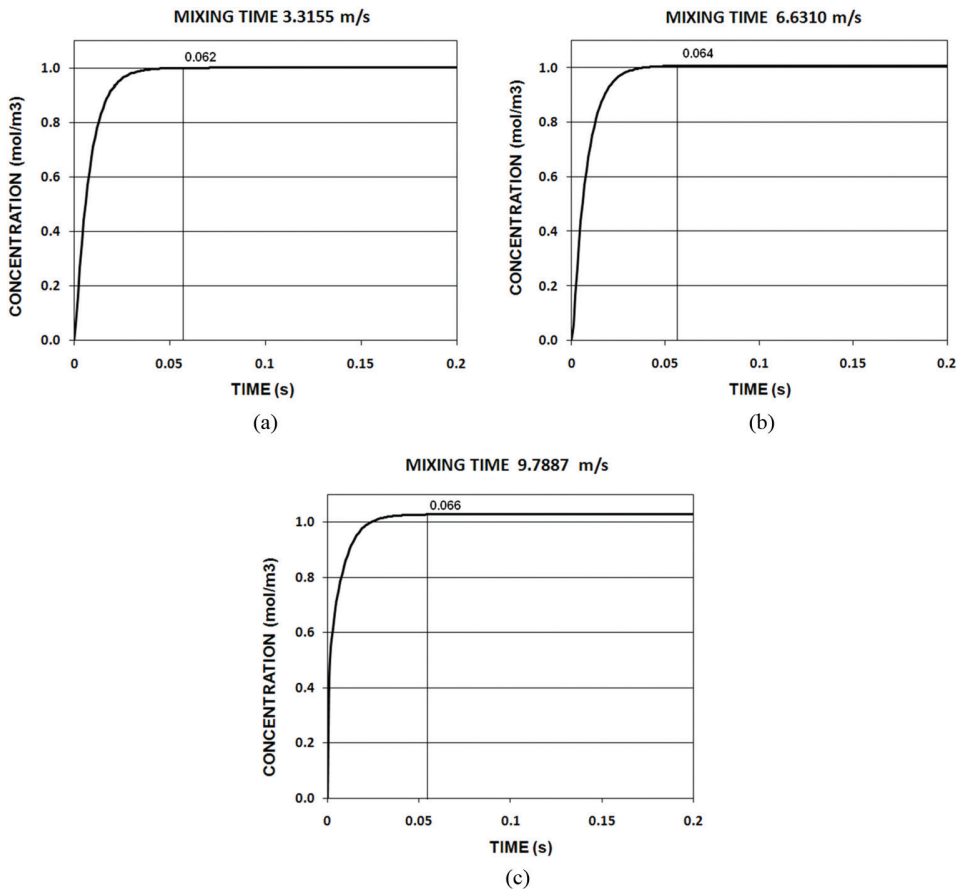 MIXING TIME 3.3155 m/s
0.062
1.0
0.8
0.6
0.4
0.2
0.0
CONCENTRATION (mol/m3)
0 0.05 0.1 0.15 0.2
TIME (s)
(a)
MIXING TIME 6.6310 m/s
0.064
1.0
0.8
0.6
0.4
0.2
0.0
CONCENTRATION (mol/m3)
0 0.05 0.1 0.15 0.2
TIME (s)
(b)
MIXING TIME 9.7887 m/s
0.066
1.0
0.8
0.6
0.4
0.2
0.0
CONCENTRATION (mol/m3)
0 0.05 0.1 0.15 0.2
TIME (s)
(c)